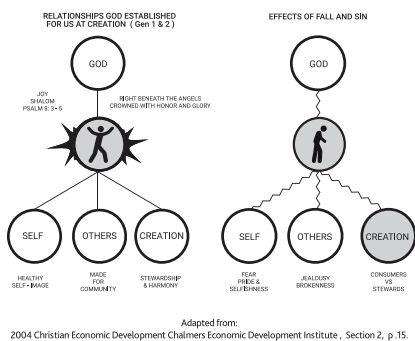 RELATIONSHIPS GOD ESTABLISHED
FOR US AT CREATION ( Gen 1 & 2 )
GOD
JOY
SHALOM
PSALM 8: 3 - 5
RIGHT BENEATH THE ANGELS
CROWNED WITH HONOR AND GLORY
SELF
OTHERS
CREATION
HEALTHY
SELF - IMAGE
MADE
FOR
COMMUNITY
STEWARDSHIP
& HARMONY
EFFECTS OF FALL AND SIN
GOD
SELF
OTHERS
CREATION
FEAR
PRIDE &
SELFISHNESS
JEALOUSY
BROKENNESS
CONSUMERS
VS
STEWARDS
Adapted from:
2004 Christian Economic Development Chalmers Economic Development Institute , Section 2, p .15.